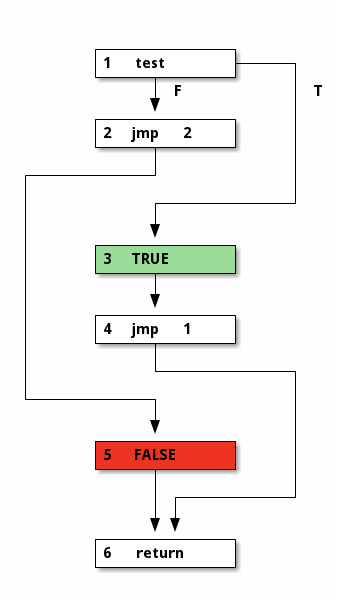 1 test
F
T
2 jmp 2
3 TRUE
4 jmp 1
5 FALSE
6 return